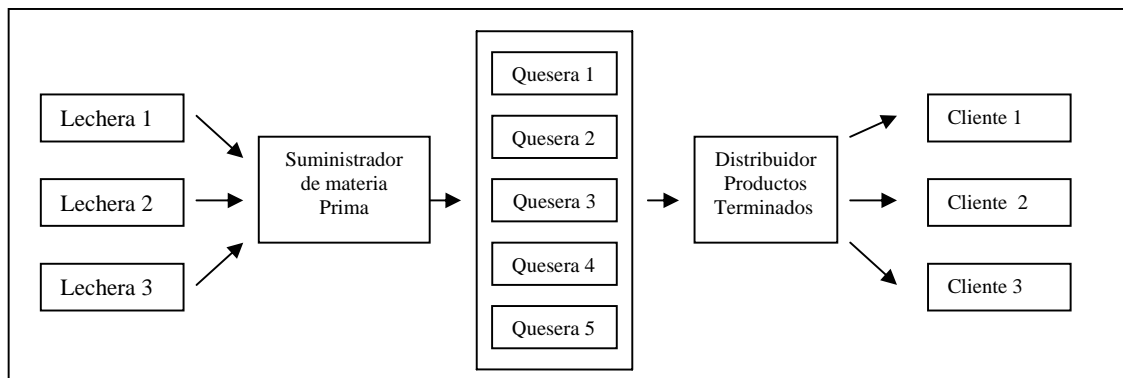 Lechera 1
Lechera 2
Lechera 3
Suministrador
de materia
Prima
Quesera 1
Quesera 2
Quesera 3
Quesera 4
Quesera 5
Distribuidor
Productos
Terminados
Cliente 1
Cliente 2
Cliente 3